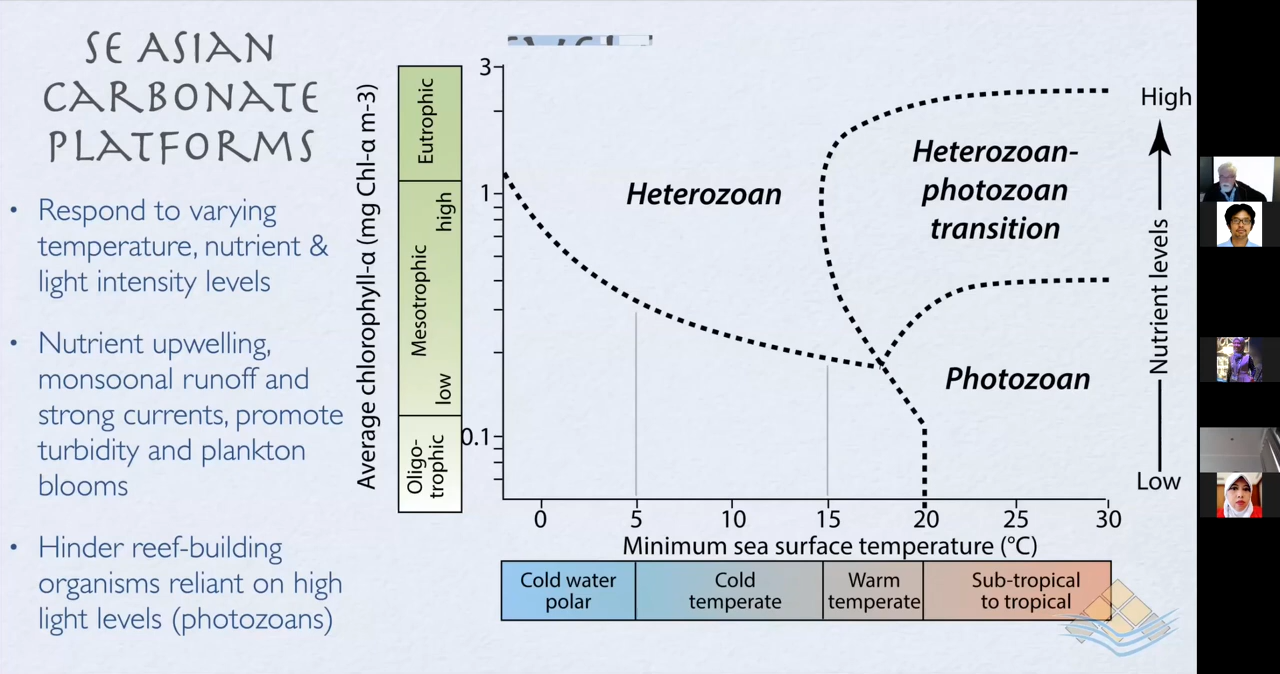 SE ASIAN
CARBONATE
PLATFORMS
• Respond to varying
temperature, nutrient &
light intensity levels
• Nutrient upwelling,
monsoonal runoff and
strong currents, promote
turbidity and plankton
blooms
• Hinder reef-building
organisms reliant on high
light levels (photozoans)
Average chlorophyll-α (mg Chl-α m-3)
Eutrophic
Mesotrophic
high
low
Oligo-
trophic
3
1
0.1
Heterozoan
Heterozoan-
photozoan
transition
Photozoan
High
Nutrient levels
Low
0 5 10 15 20 25 30
Minimum sea surface temperature (°C)
Cold water
polar
Cold
temperate
Warm
temperate
Sub-tropical
to tropical